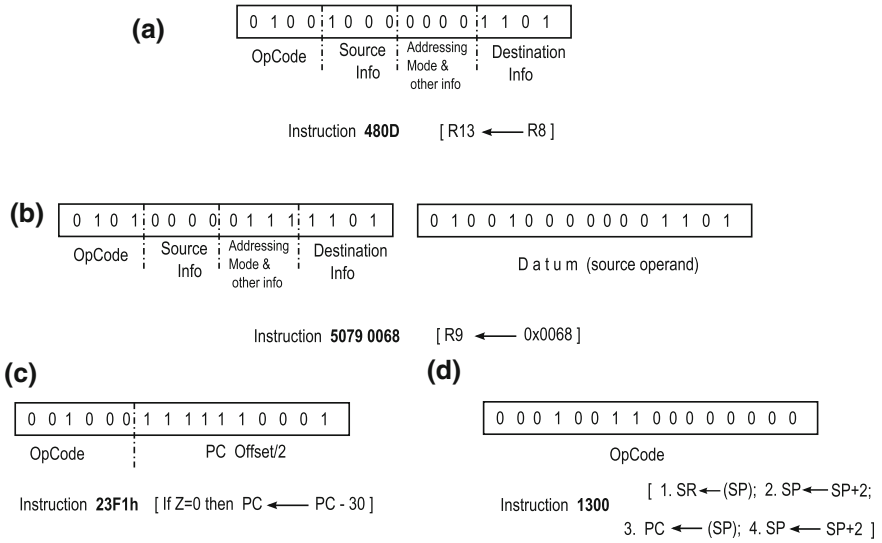 (a)
0 1 0 0 1 0 0 0 0 0 0 0 1 1 0 1
OpCode Source Info Addressing Mode & other info Destination Info
Instruction 480D [ R13 ← R8 ]
(b)
0 1 0 1 0 0 0 0 0 1 1 1 1 1 0 1
0 1 0 0 1 0 0 0 0 0 0 0 1 1 0 1
OpCode Source Info Addressing Mode & other info Destination Info
Datum (source operand)
Instruction 5079 0068 [ R9 ← 0x0068 ]
(c)
0 0 1 0 0 0 1 1 1 1 1 1 0 0 0 1
OpCode PC Offset/2
Instruction 23F1h [ If Z=0 then PC ← PC - 30 ]
(d)
0 0 0 1 0 0 1 1 0 0 0 0 0 0 0 0
OpCode
Instruction 1300 [ 1. SR ← (SP); 2. SP ← SP+2;
3. PC ← (SP); 4. SP ← SP+2 ]